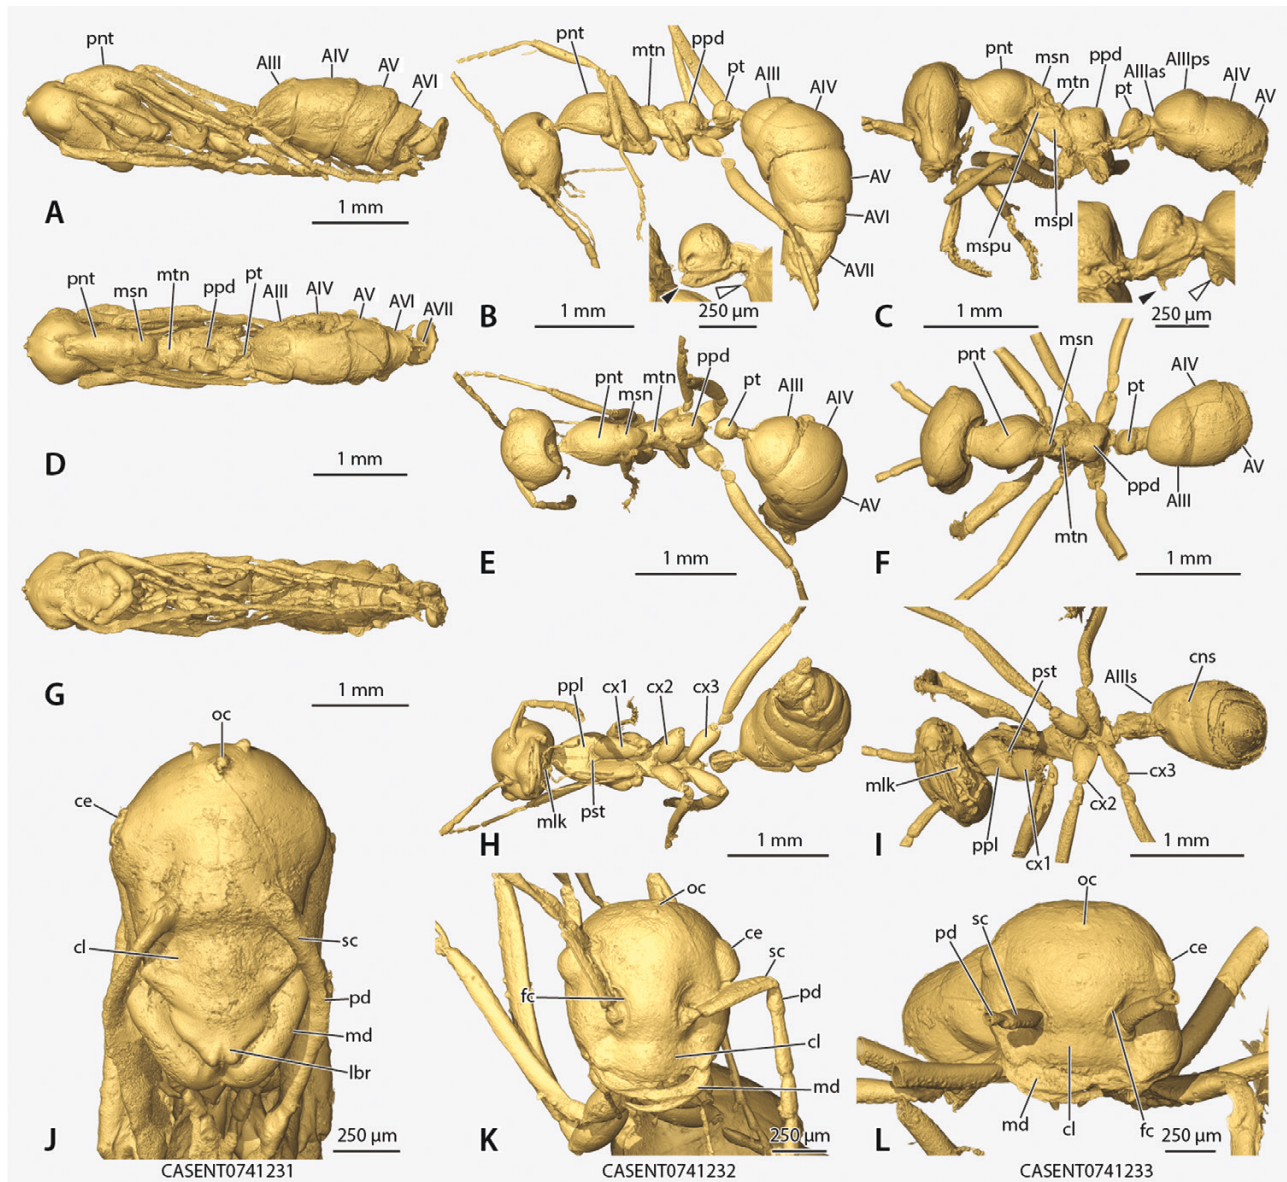 pnt
AIII
AIV
AV
AVI
A
1 mm
pnt
mtn
ppd
pt
AIII
AIV
AV
AVI
AVII
B
1 mm
250 µm
pnt
msn
mtn
ppd
pt
AIIIas
AIIIps
AIV
AV
mspu
mspl
C
1 mm
250 µm
pnt
msn
mtn
ppd
pt
AIII
AIV
AV
AVI
AVII
D
1 mm
pnt
msn
mtn
ppd
pt
AIII
AIV
AV
E
1 mm
pnt
msn
pt
AIV
AV
AIII
ppd
mtn
F
1 mm
G
1 mm
ppl
cx1
cx2
cx3
mlk
pst
H
1 mm
pst
AIIIs
cns
mlk
ppl
cx1
cx2
cx3
I
1 mm
oc
ce
cl
sc
pd
md
lbr
J
250 µm
CASENT0741231
oc
ce
sc
fc
pd
cl
md
K
250 µm
CASENT0741232
oc
sc
pd
ce
md
cl
fc
L
250 µm
CASENT0741233